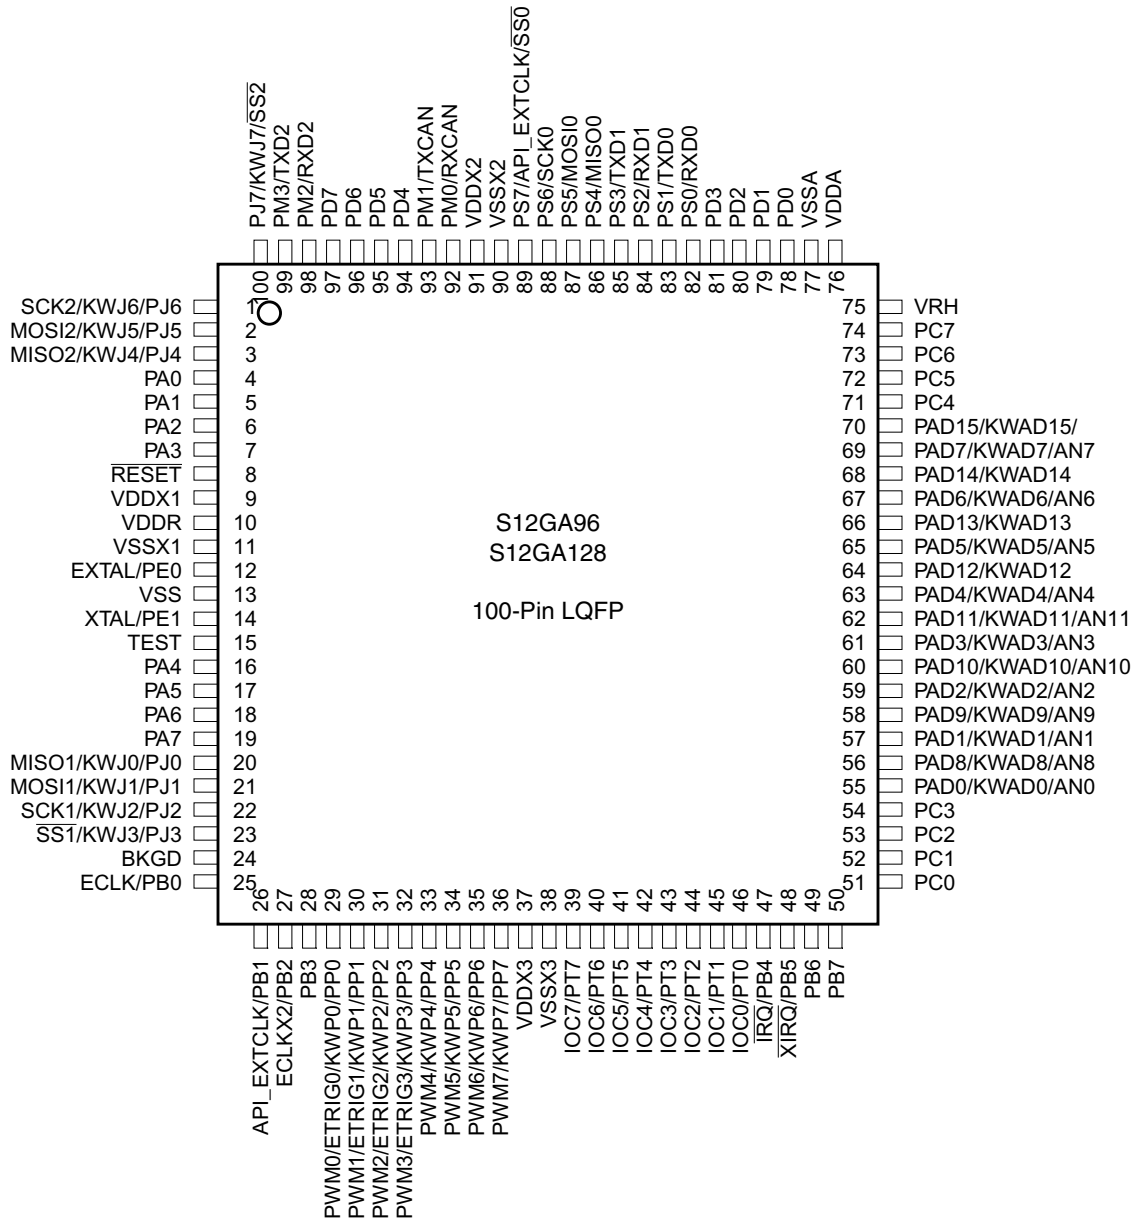 PJ7/KWJ7/SS2
PM3/TXD2
PM2/RXD2
PD7
PD6
PD5
PD4
PM1/TXCAN
PM0/RXCAN
VDDX2
VSSX2
PS7/API_EXTCLK/SS0
PS6/SCK0
PS5/MOSI0
PS4/MISO0
PS3/TXD1
PS2/RXD1
PS1/TXD0
PS0/RXD0
PD3
PD2
PD1
PD0
VSSA
VDDA
100
99
98
97
96
95
94
93
92
91
90
89
88
87
86
85
84
83
82
81
80
79
78
77
76
SCK2/KWJ6/PJ6 1
MOSI2/KWJ5/PJ5 2
MISO2/KWJ4/PJ4 3
PA0 4
PA1 5
PA2 6
PA3 7
RESET 8
VDDX1 9
VDDR 10
VSSX1 11
EXTAL/PE0 12
VSS 13
XTAL/PE1 14
TEST 15
PA4 16
PA5 17
PA6 18
PA7 19
MISO1/KWJ0/PJ0 20
MOSI1/KWJ1/PJ1 21
SCK1/KWJ2/PJ2 22
SS1/KWJ3/PJ3 23
BKGD 24
ECLK/PB0 25
S12GA96
S12GA128
100-Pin LQFP
75 VRH
74 PC7
73 PC6
72 PC5
71 PC4
70 PAD15/KWAD15/
69 PAD7/KWAD7/AN7
68 PAD14/KWAD14
67 PAD6/KWAD6/AN6
66 PAD13/KWAD13
65 PAD5/KWAD5/AN5
64 PAD12/KWAD12
63 PAD4/KWAD4/AN4
62 PAD11/KWAD11/AN11
61 PAD3/KWAD3/AN3
60 PAD10/KWAD10/AN10
59 PAD2/KWAD2/AN2
58 PAD9/KWAD9/AN9
57 PAD1/KWAD1/AN1
56 PAD8/KWAD8/AN8
55 PAD0/KWAD0/AN0
54 PC3
53 PC2
52 PC1
51 PC0
26
27
28
29
30
31
32
33
34
35
36
37
38
39
40
41
42
43
44
45
46
47
48
49
50
API_EXTCLK/PB1
ECLKX2/PB2
PB3
PWM0/ETRIG0/KWP0/PP0
PWM1/ETRIG1/KWP1/PP1
PWM2/ETRIG2/KWP2/PP2
PWM3/ETRIG3/KWP3/PP3
PWM4/KWP4/PP4
PWM5/KWP5/PP5
PWM6/KWP6/PP6
PWM7/KWP7/PP7
VDDX3
VSSX3
IOC7/PT7
IOC6/PT6
IOC5/PT5
IOC4/PT4
IOC3/PT3
IOC2/PT2
IOC1/PT1
IOC0/PT0
IRQ/PB4
XIRQ/PB5
PB6
PB7